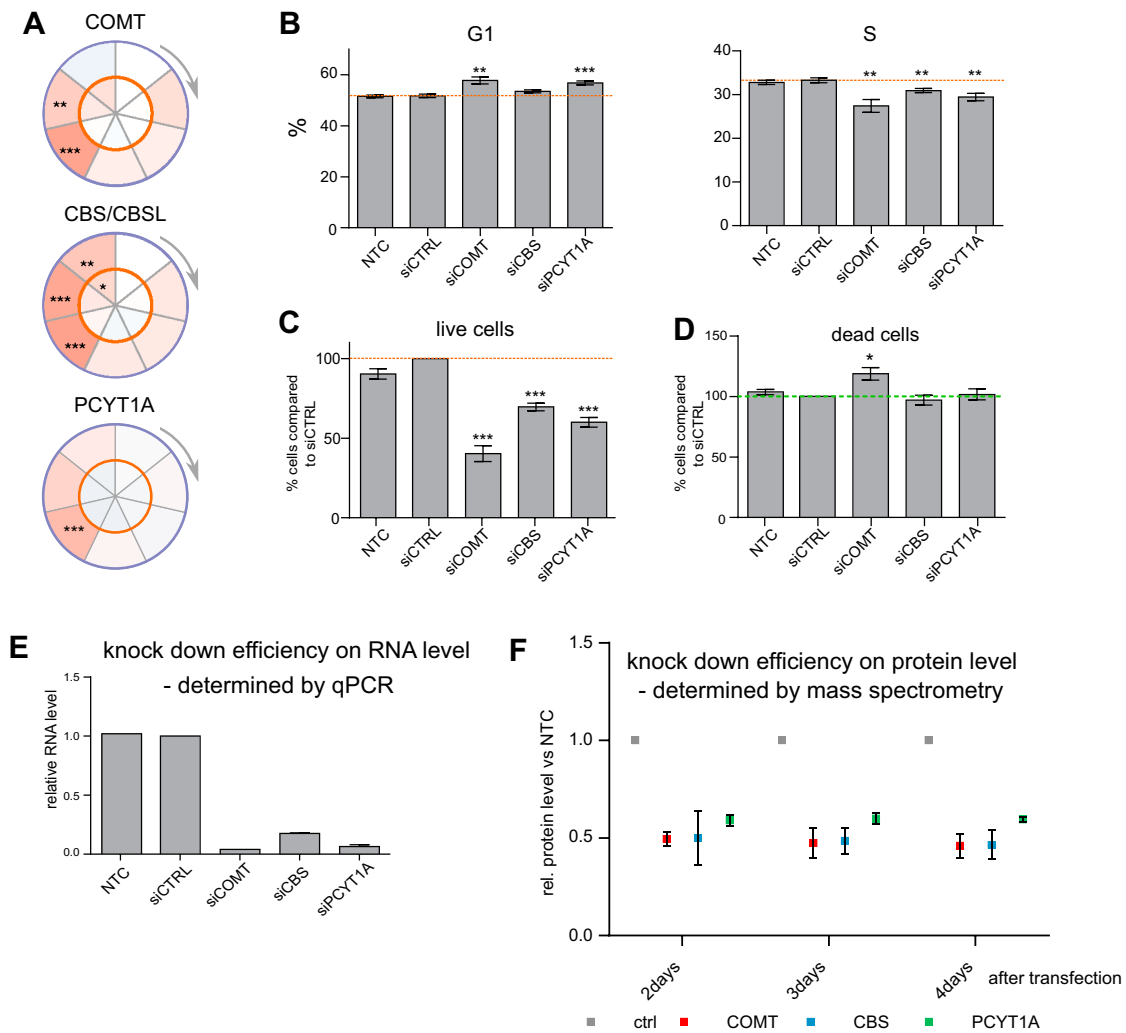 A
COMT
**
***
CBS/CBSL
**
*
***
***
PCYT1A
***
B
G1
%
60
40
20
0
**
***
NTC
siCTRL
siCOMT
siCBS
siPCYT1A
S
40
30
20
10
0
**
**
**
NTC
siCTRL
siCOMT
siCBS
siPCYT1A
C
live cells
% cells compared
to siCTRL
100
50
0
***
***
***
NTC
siCTRL
siCOMT
siCBS
siPCYT1A
D
dead cells
% cells compared
to siCTRL
150
100
50
0
*
NTC
siCTRL
siCOMT
siCBS
siPCYT1A
E
knock down efficiency on RNA level
- determined by qPCR
relative RNA level
1.5
1.0
0.5
0.0
NTC
siCTRL
siCOMT
siCBS
siPCYT1A
F
knock down efficiency on protein level
- determined by mass spectrometry
rel. protein level vs NTC
1.5
1.0
0.5
0.0
2days
3days
4days
after transfection
ctrl
COMT
CBS
PCYT1A